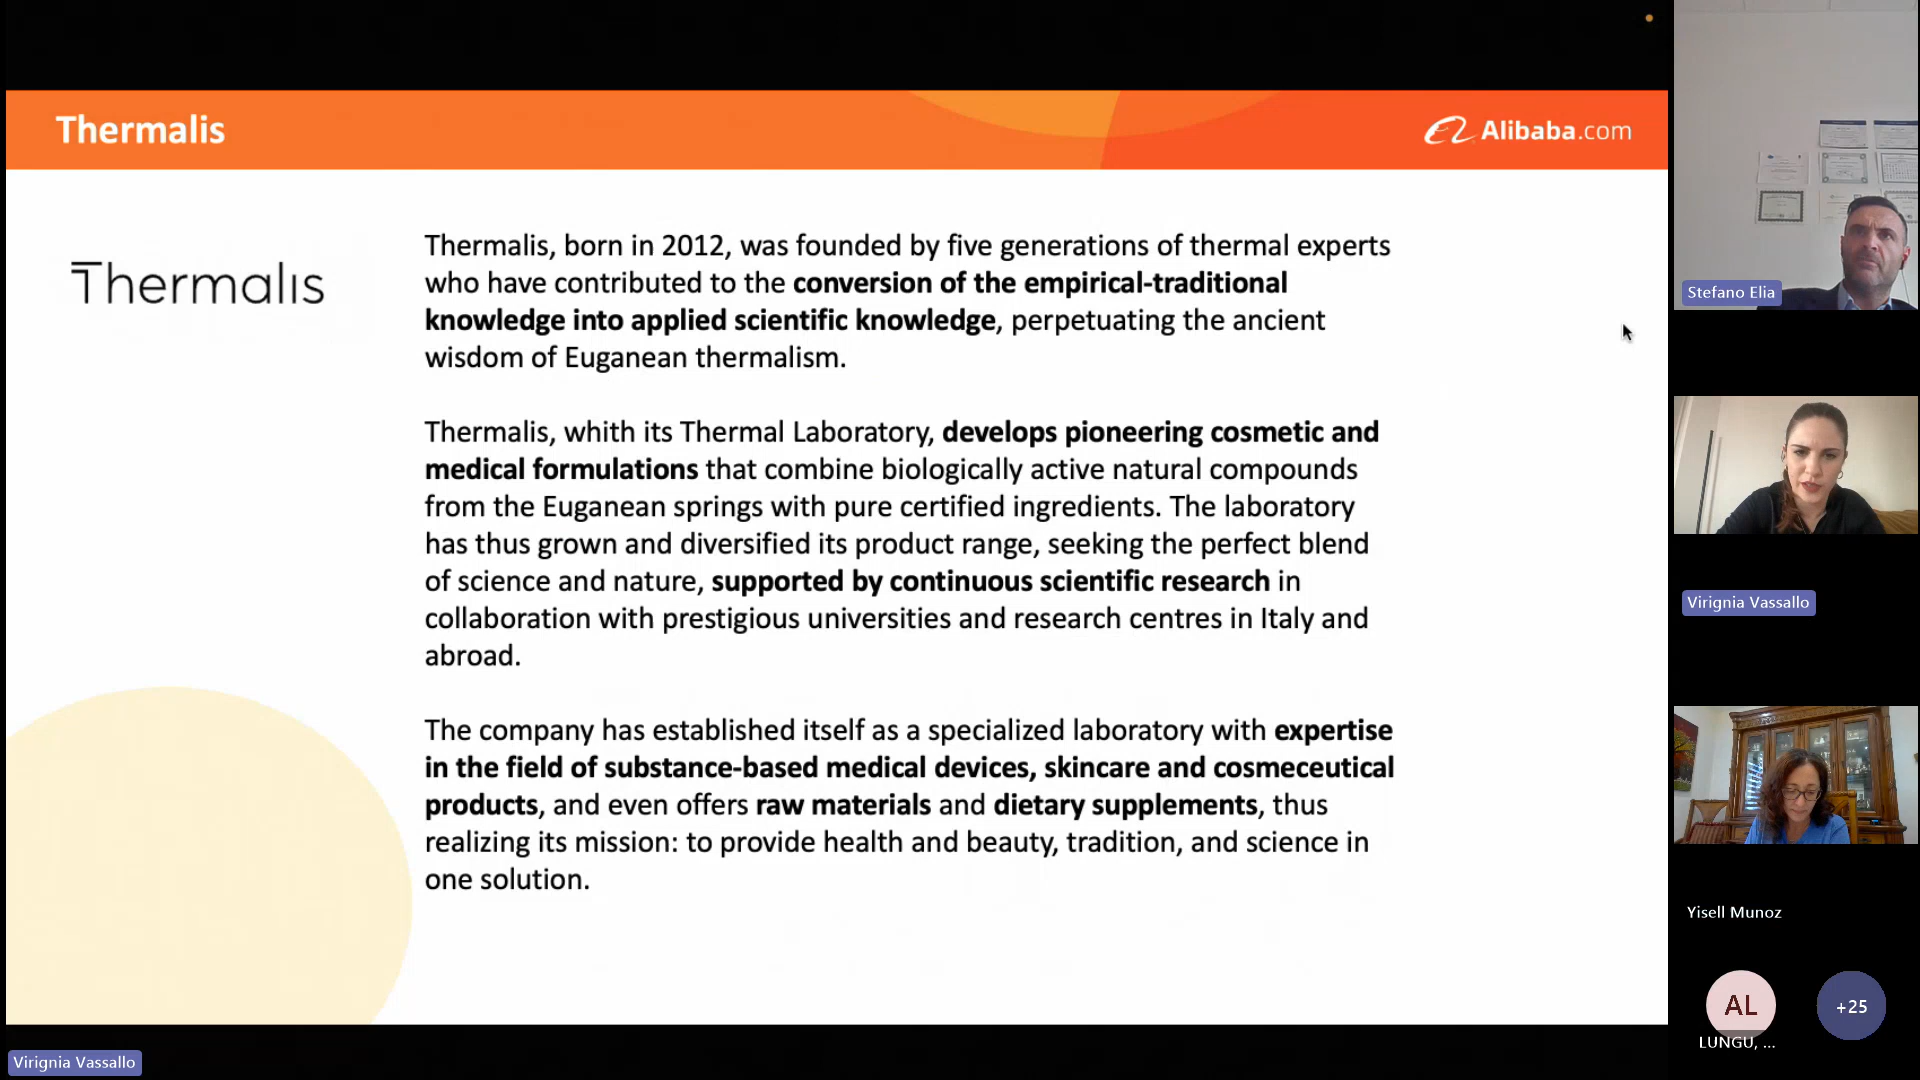 Thermalis
Alibaba.com
Thermalis
Thermalis, born in 2012, was founded by five generations of thermal experts
who have contributed to the conversion of the empirical-traditional
knowledge into applied scientific knowledge, perpetuating the ancient
wisdom of Euganean thermalism.
Thermalis, whith its Thermal Laboratory, develops pioneering cosmetic and
medical formulations that combine biologically active natural compounds
from the Euganean springs with pure certified ingredients. The laboratory
has thus grown and diversified its product range, seeking the perfect blend
of science and nature, supported by continuous scientific research in
collaboration with prestigious universities and research centres in Italy and
abroad.
The company has established itself as a specialized laboratory with expertise
in the field of substance-based medical devices, skincare and cosmeceutical
products, and even offers raw materials and dietary supplements, thus
realizing its mission: to provide health and beauty, tradition, and science in
one solution.
Virignia Vassallo
Stefano Elia
Virignia Vassallo
Yisell Munoz
AL
+25
LUNGU, ...